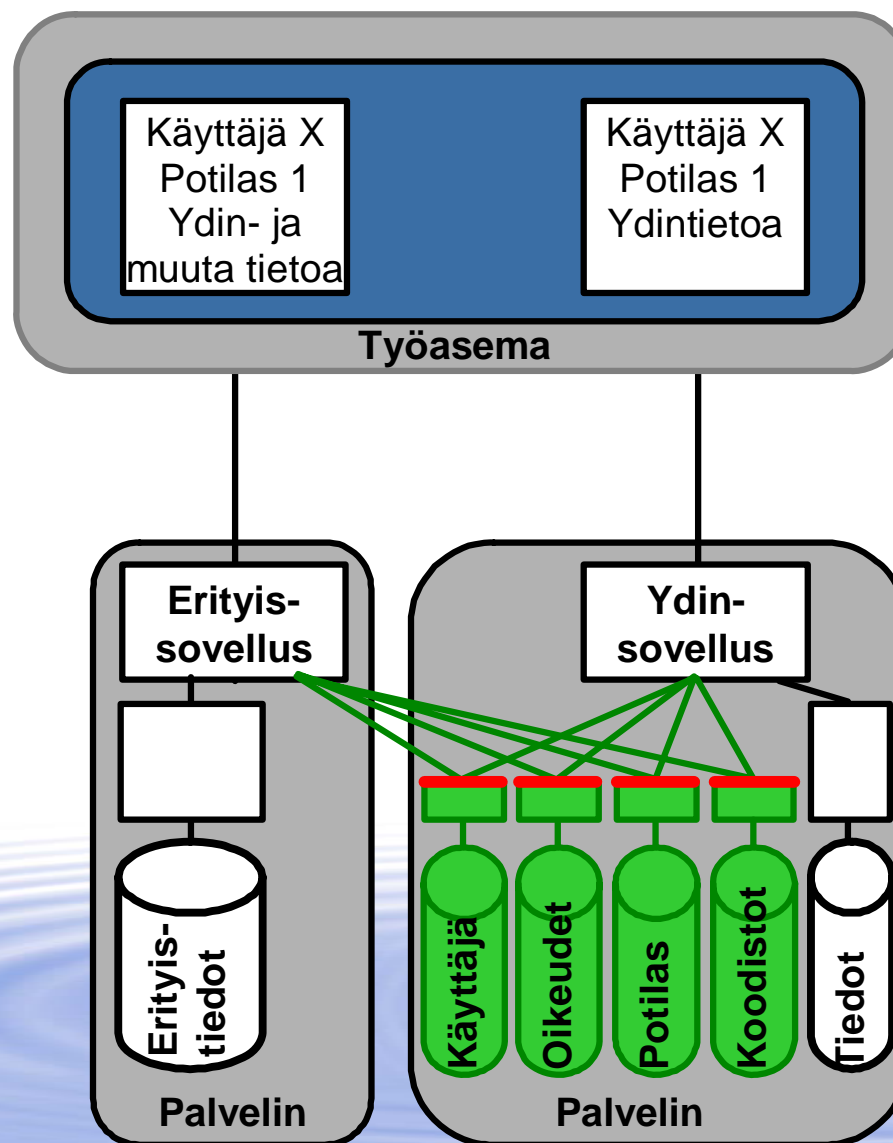 Käyttäjä X
Potilas 1
Ydin- ja
muuta tietoa
Käyttäjä X
Potilas 1
Ydintietoa
Työasema
Erityis-
sovellus
Ydin-
sovellus
Erityis-
tiedot
Käyttäjä
Oikeudet
Potilas
Koodistot
Tiedot
Palvelin
Palvelin